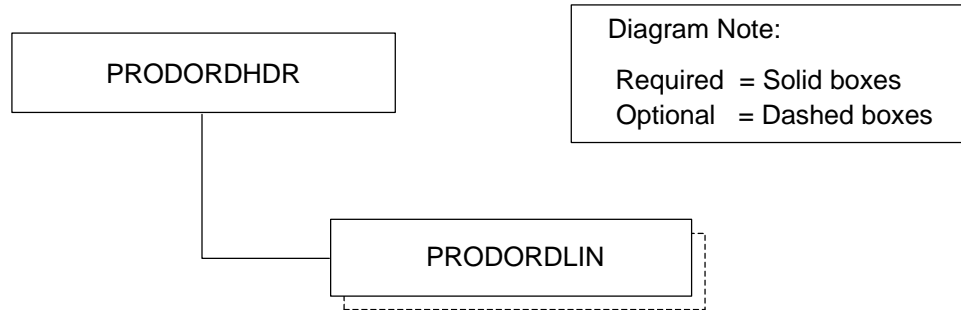 Diagram Note:
PRODORDHDR
Required = Solid boxes
Optional = Dashed boxes
PRODORDLIN